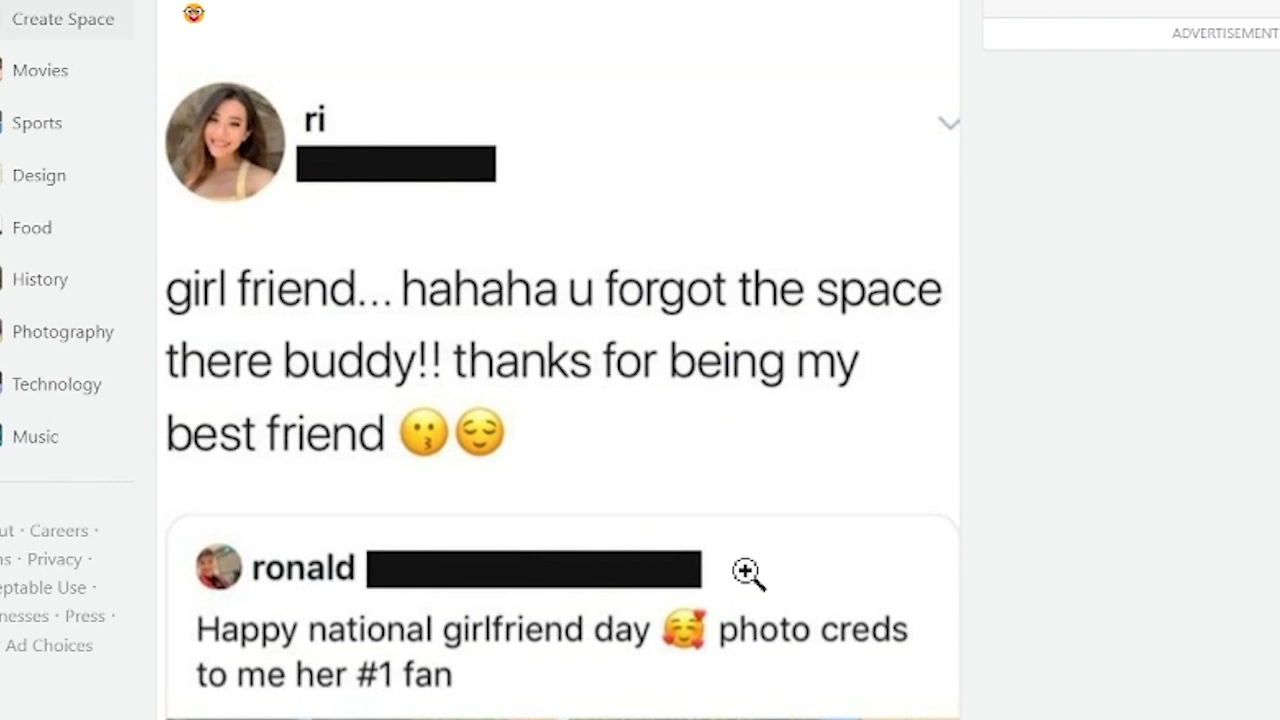 Create Space
Movies
Sports
Design
Food
History
Photography
Technology
Music
ut · Careers ·
ns · Privacy ·
eptable Use ·
nesses · Press ·
Ad Choices
ri
girl friend... hahaha u forgot the space
there buddy!! thanks for being my
best friend 😗😌
ronald
Happy national girlfriend day 🥰 photo creds
to me her #1 fan
ADVERTISEMENT